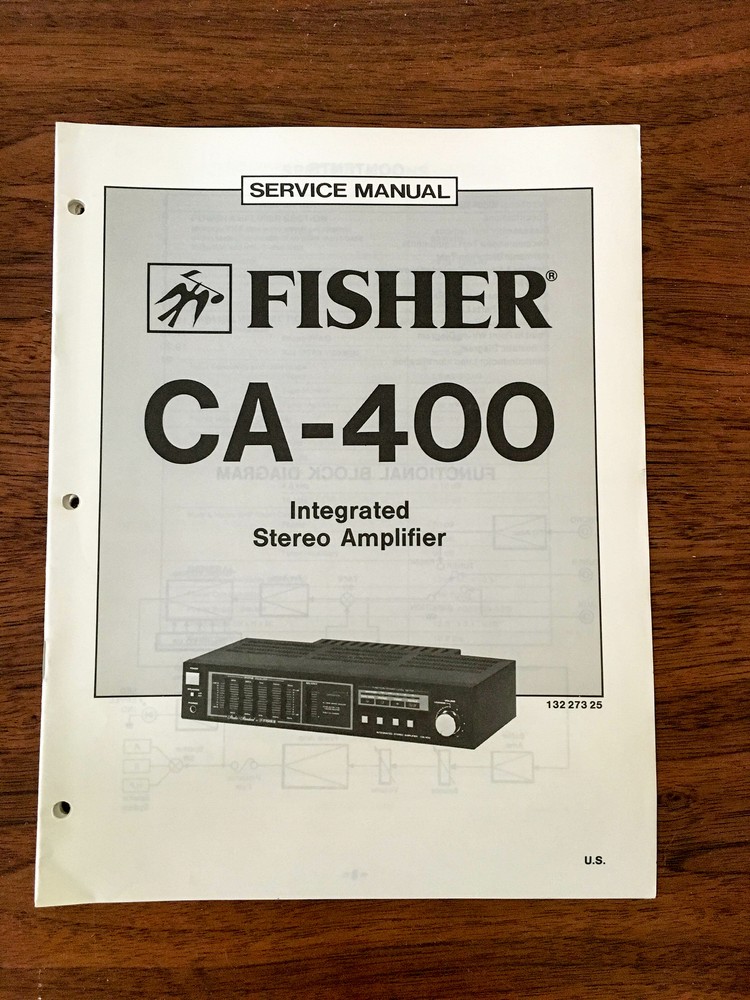 SERVICE MANUAL
FISHER®
CA-400
Integrated
Stereo Amplifier
132 273 25
U.S.